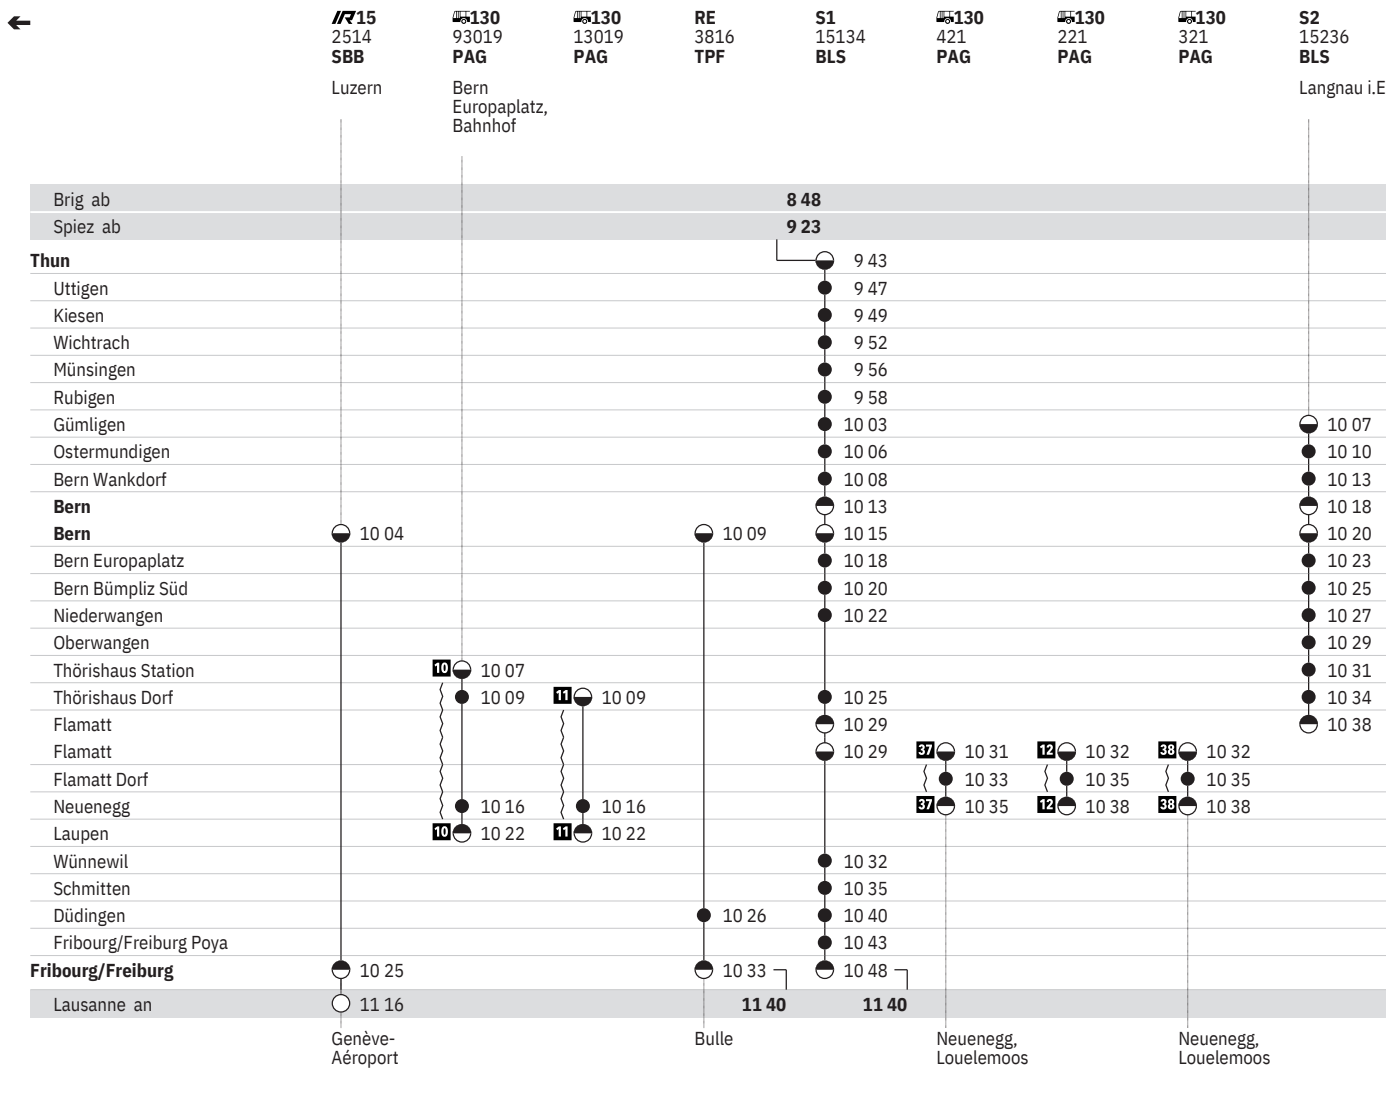 IR15 130 130 RE S1 130 130 130 S2
2514 93019 13019 3816 15134 421 221 321 15236
SBB PAG PAG TPF BLS PAG PAG PAG BLS
Luzern Bern Langnau i.E
Europaplatz,
Bahnhof
Brig ab 8 48
Spiez ab 9 23
Thun 9 43
Uttigen 9 47
Kiesen 9 49
Wichtrach 9 52
Münsingen 9 56
Rubigen 9 58
Gümligen 10 03 10 07
Ostermundigen 10 06 10 10
Bern Wankdorf 10 08 10 13
Bern 10 13 10 18
Bern 10 04 10 09 10 15 10 20
Bern Europaplatz 10 18 10 23
Bern Bümpliz Süd 10 20 10 25
Niederwangen 10 22 10 27
Oberwangen 10 29
Thörishaus Station 10 10 07 10 31
Thörishaus Dorf 10 09 11 10 09 10 25 10 34
Flamatt 10 29 10 38
Flamatt 10 29 37 10 31 12 10 32 38 10 32
Flamatt Dorf 10 33 10 35 10 35
Neuenegg 10 16 10 16 37 10 35 12 10 38 38 10 38
Laupen 10 10 22 11 10 22
Wünnewil 10 32
Schmitten 10 35
Düdingen 10 26 10 40
Fribourg/Freiburg Poya 10 43
Fribourg/Freiburg 10 25 10 33 10 48
Lausanne an 11 16 11 40 11 40
Genève- Bulle Neuenegg, Neuenegg,
Aéroport Louelemoos Louelemoos